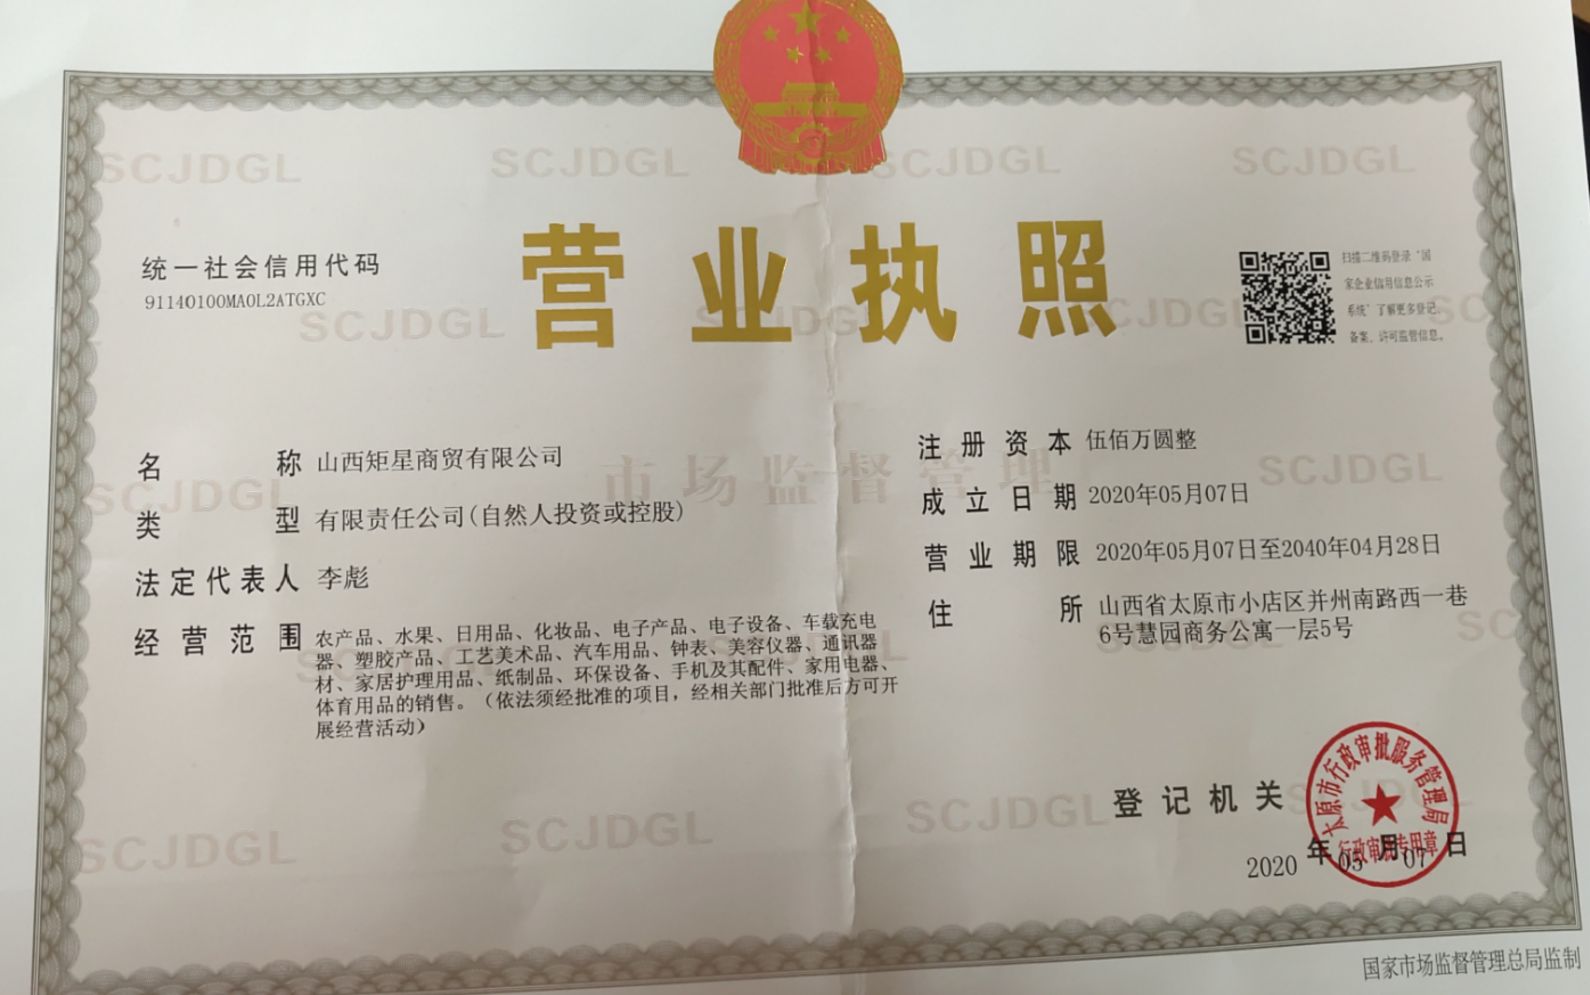 营业执照
统一社会信用代码
91140100MA0L2ATGXC
扫描二维码登录“国
家企业信用信息公示
系统”了解更多登记、
备案、许可监管信息。
名称 山西矩星商贸有限公司
类型 有限责任公司(自然人投资或控股)
法定代表人 李彪
经营范围 农产品、水果、日用品、化妆品、电子产品、电子设备、车载充电
器、塑胶产品、工艺美术品、汽车用品、钟表、美容仪器、通讯器
材、家居护理用品、纸制品、环保设备、手机及其配件、家用电器、
体育用品的销售。（依法须经批准的项目，经相关部门批准后方可开
展经营活动）
注册资本 伍佰万圆整
成立日期 2020年05月07日
营业期限 2020年05月07日至2040年04月28日
住所 山西省太原市小店区并州南路西一巷
6号慧园商务公寓一层5号
登记机关
太原市行政审批服务管理局
行政审批专用章
2020 年 05 月 07 日
国家市场监督管理总局监制
市场监督管理
SCJDGL
SCJDGL
SCJDGL
SCJDGL
SCJDGL
SCJDGL
SCJDGL
SCJDGL
SCJDGL
SCJDGL